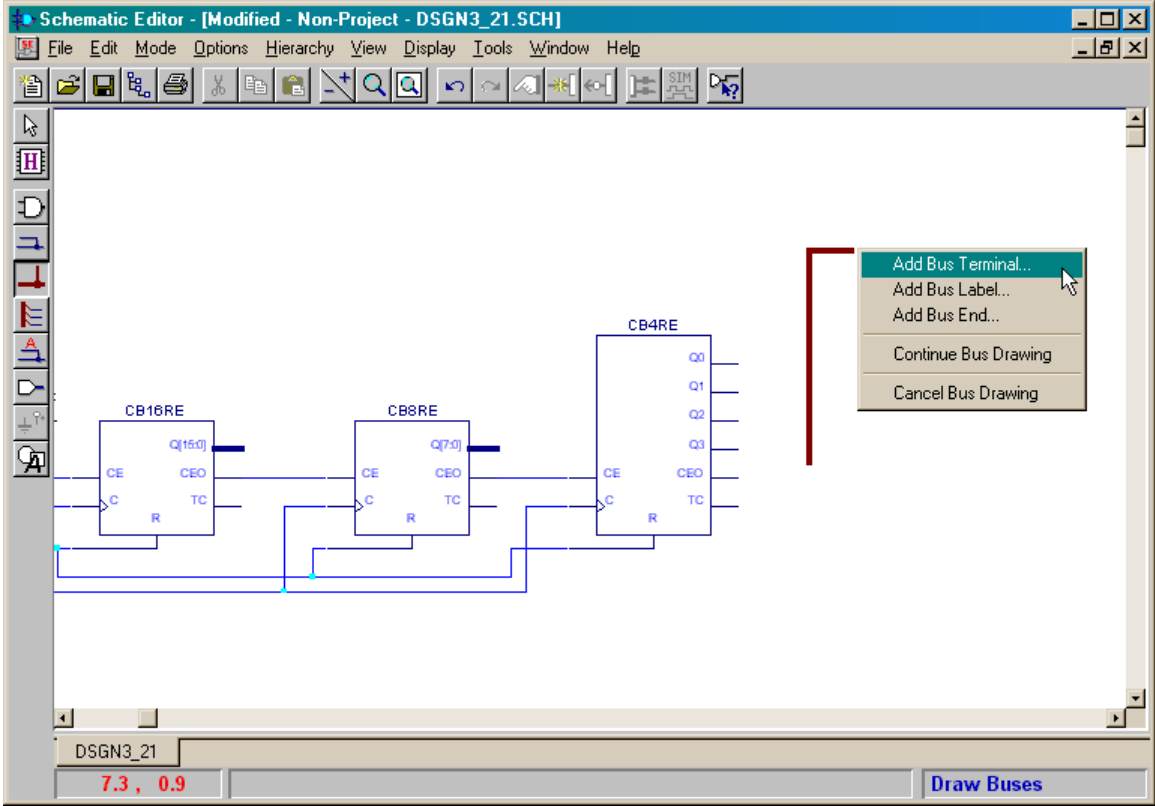 Schematic Editor - [Modified - Non-Project - DSGN3_21.SCH]
File Edit Mode Options Hierarchy View Display Tools Window Help
SIM
H
A
Add Bus Terminal...
Add Bus Label...
Add Bus End...
Continue Bus Drawing
Cancel Bus Drawing
CB16RE
Q[15:0]
CE CEO
C TC
R
CB8RE
Q[7:0]
CE CEO
C TC
R
CB4RE
Q0
Q1
Q2
Q3
CE CEO
C TC
R
DSGN3_21
7.3 , 0.9
Draw Buses